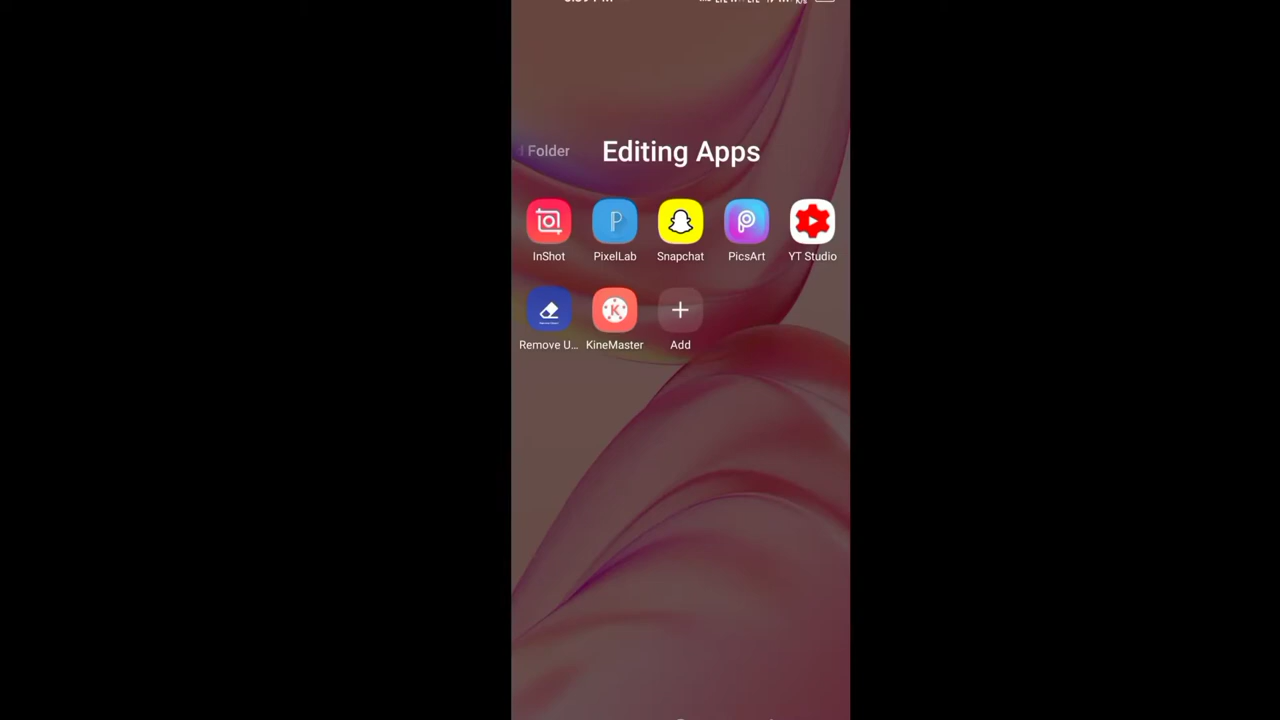 Folder Editing Apps
InShot PixelLab Snapchat PicsArt YT Studio
Remove U... KineMaster Add